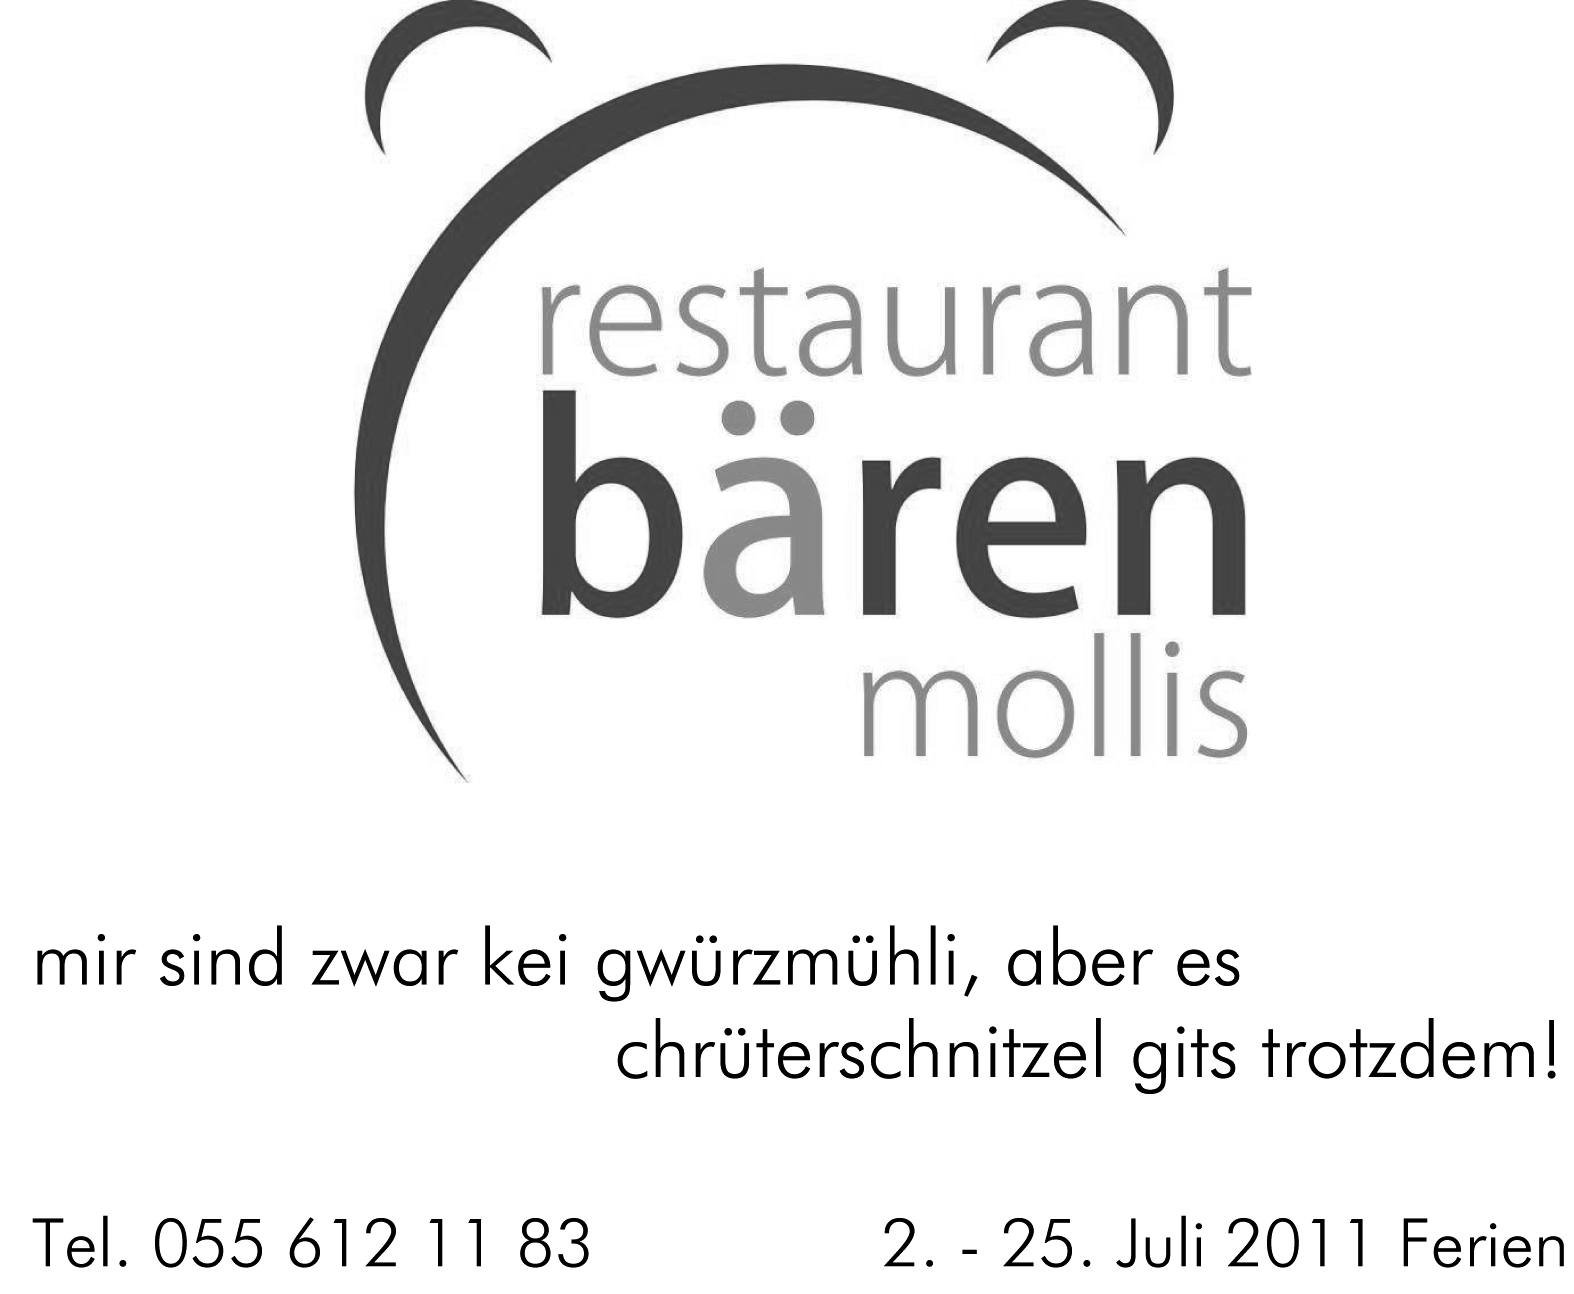 restaurant
bären
mollis
mir sind zwar kei gwürzmühli, aber es
chrüterschnitzel gits trotzdem!
Tel. 055 612 11 83
2. - 25. Juli 2011 Ferien